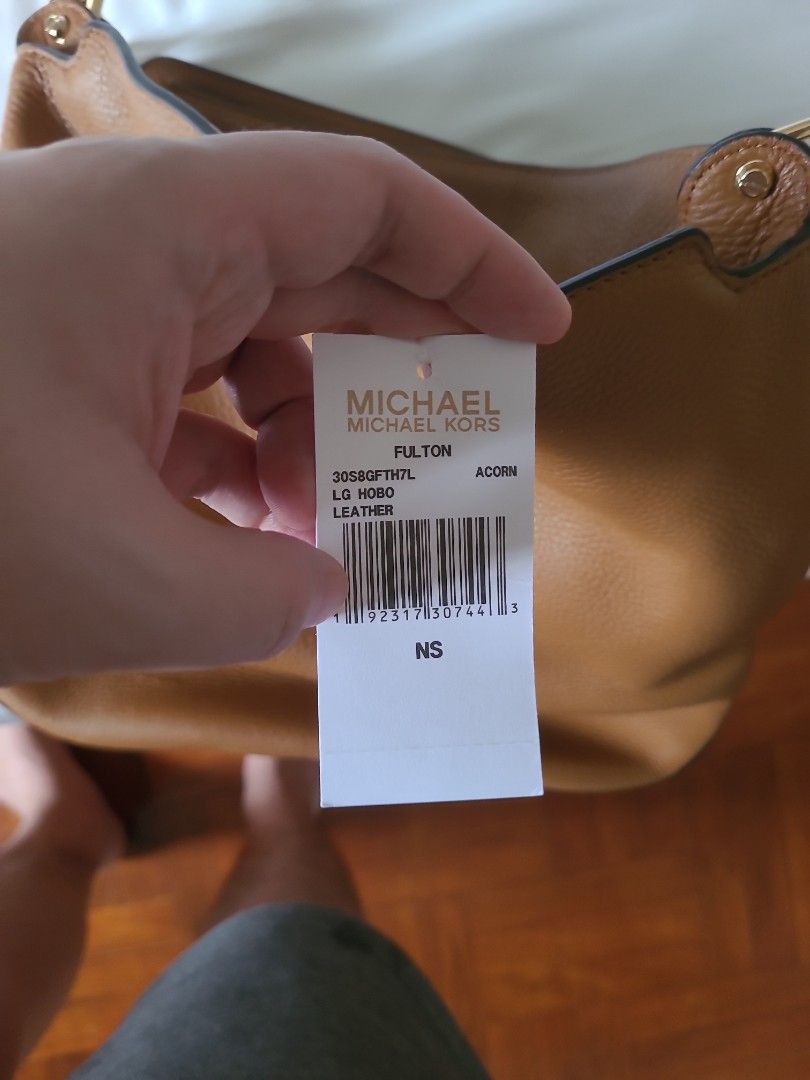 MICHAEL
MICHAEL KORS
FULTON
30S8GFTH7L ACORN
LG HOBO
LEATHER
1 92317 30744 3
NS